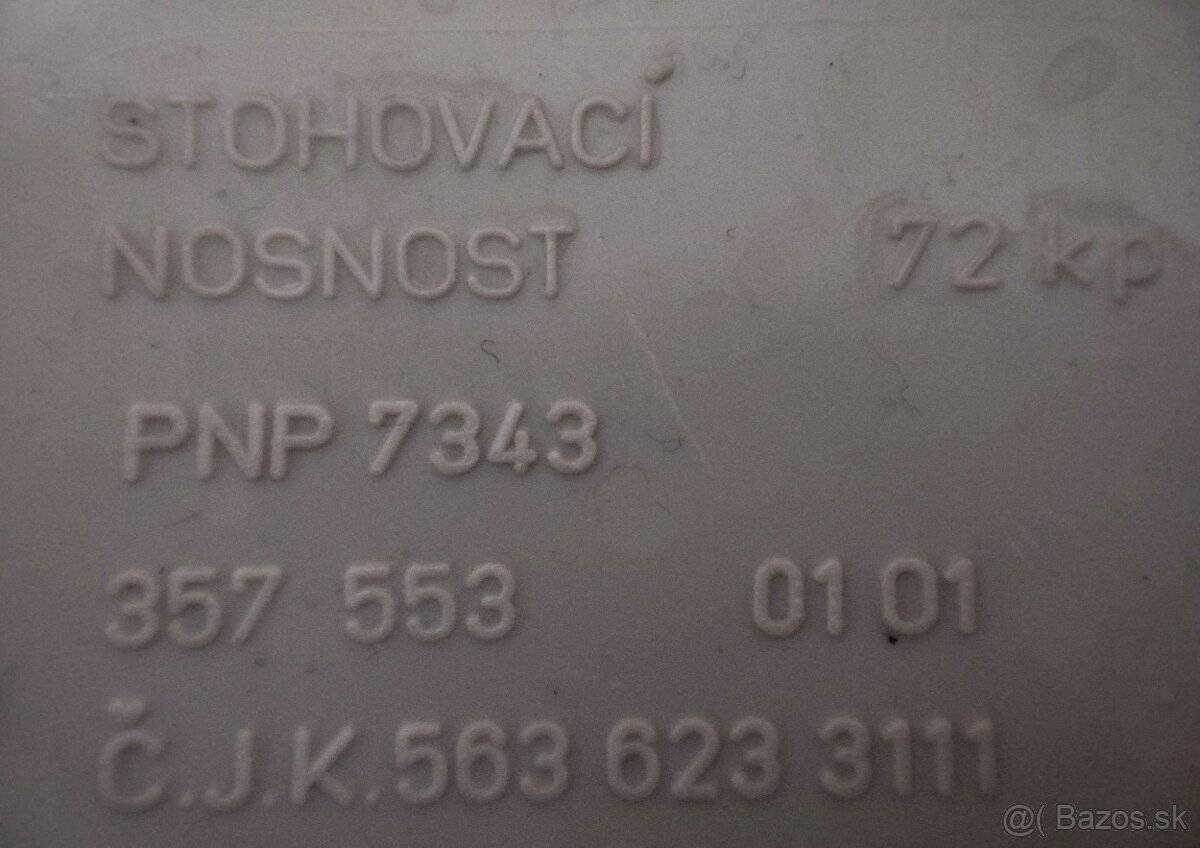 STOHOVACÍ
NOSNOST 72 kp
PNP 7343
357 553 01 01
Č.J.K. 563 623 3111
@( Bazos.sk